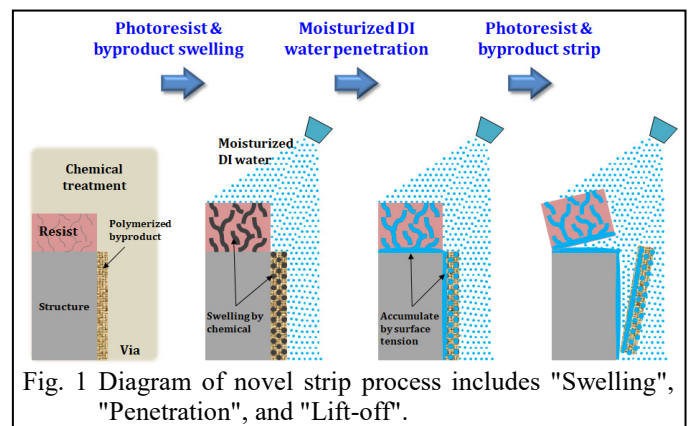 Photoresist &
byproduct swelling
Moisturized DI
water penetration
Photoresist &
byproduct strip
Chemical
treatment
Resist
Polymerized
byproduct
Structure
Via
Moisturized
DI water
Swelling by
chemical
Accumulate
by surface
tension
Fig. 1 Diagram of novel strip process includes "Swelling",
"Penetration", and "Lift-off".